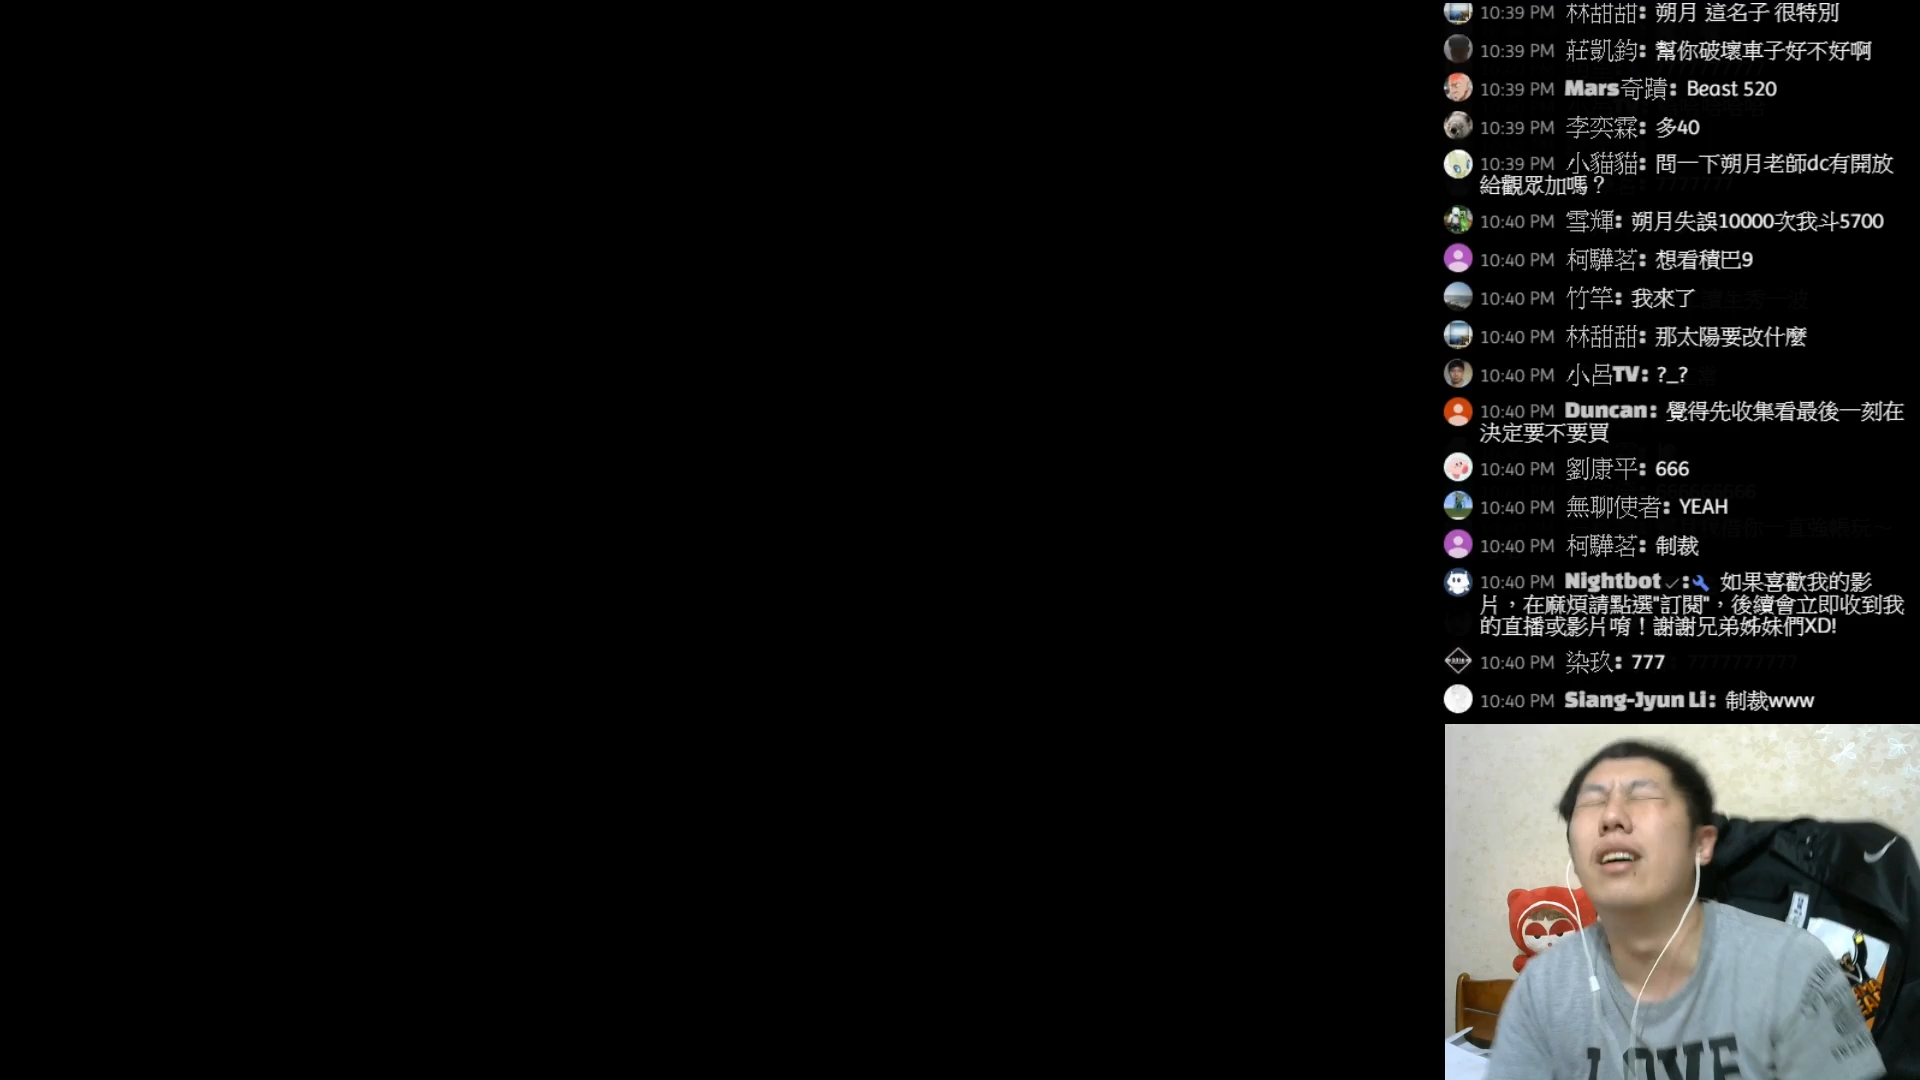 10:39 PM 林甜甜: 朔月 這名子 很特別
10:39 PM 莊凱鈞: 幫你破壞車子好不好啊
10:39 PM Mars奇蹟: Beast 520
10:39 PM 李奕霖: 多40
10:39 PM 小貓貓: 問一下朔月老師dc有開放
給觀眾加嗎？
10:40 PM 雪輝: 朔月失誤10000次我斗5700
10:40 PM 柯驊茗: 想看積巴9
10:40 PM 竹竿: 我來了
10:40 PM 林甜甜: 那太陽要改什麼
10:40 PM 小呂TV: ?_?
10:40 PM Duncan: 覺得先收集看最後一刻在
決定要不要買
10:40 PM 劉康平: 666
10:40 PM 無聊使者: YEAH
10:40 PM 柯驊茗: 制裁
10:40 PM Nightbot✓: 如果喜歡我的影
片，在麻煩請點選"訂閱"，後續會立即收到我
的直播或影片唷！謝謝兄弟姊妹們XD!
10:40 PM 染玖: 777
10:40 PM Siang-Jyun Li: 制裁www
LOVE